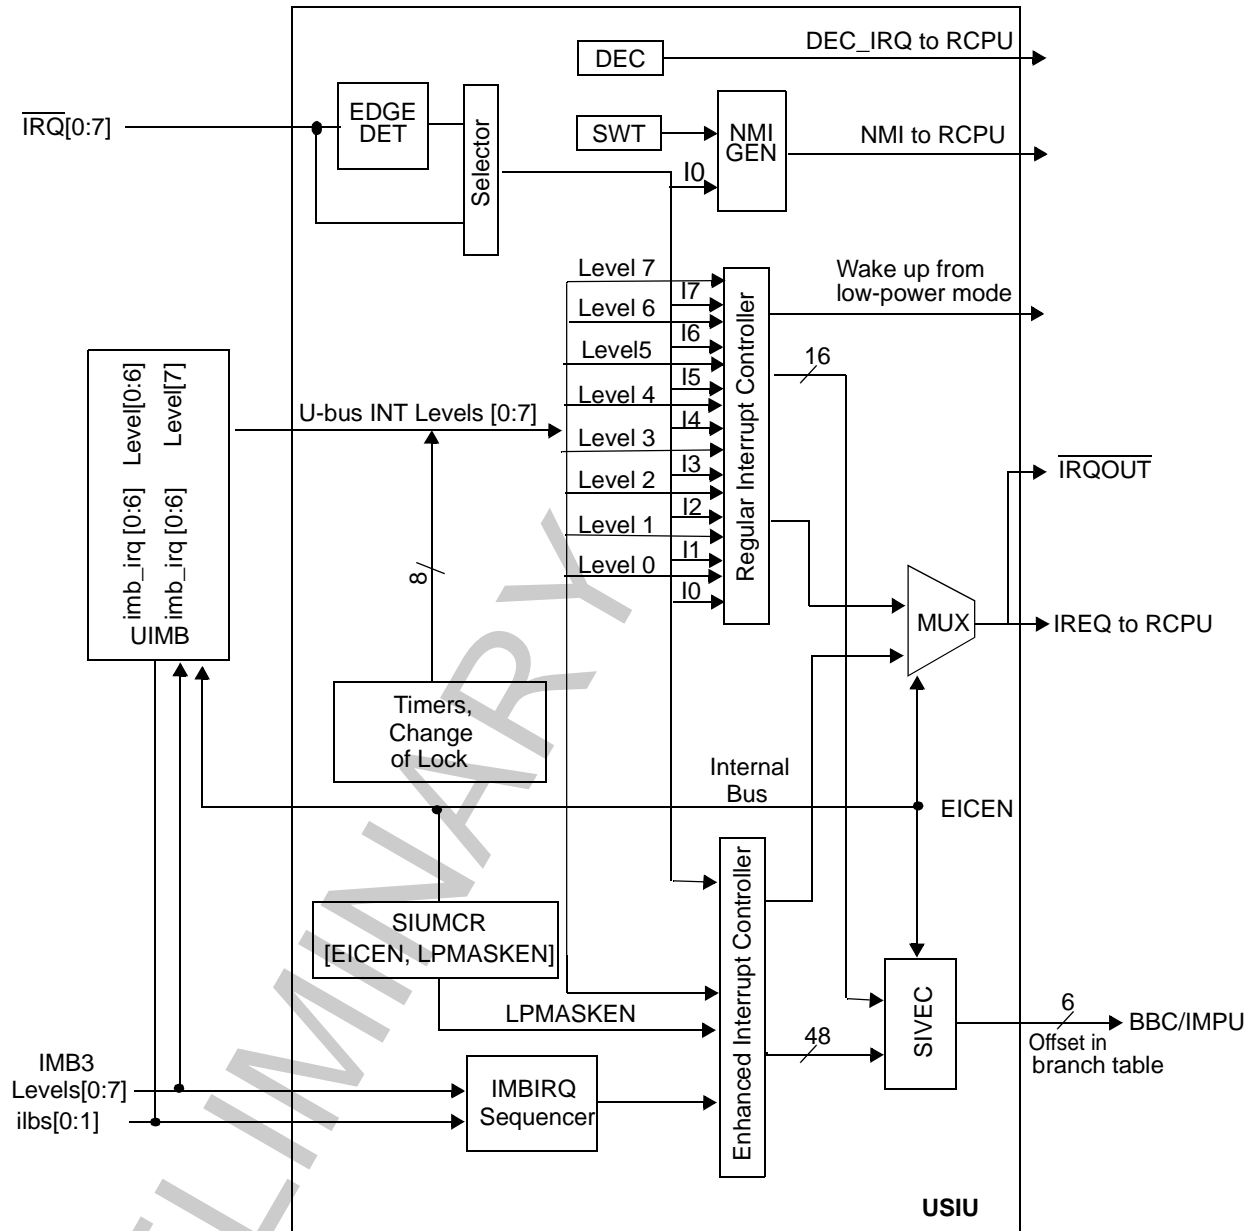 DEC_IRQ to RCPU
DEC
IRQ[0:7]
EDGE
DET
Selector
SWT
NMI
GEN
NMI to RCPU
I0
Level 7
I7
Level 6
I6
Level5
I5
Level 4
I4
Level 3
I3
Level 2
I2
Level 1
I1
Level 0
I0
Regular Interrupt Controller
Wake up from
low-power mode
16
Level[0:6]
Level[7]
imb_irq [0:6]
imb_irq [0:6]
UIMB
U-bus INT Levels [0:7]
8
IRQOUT
MUX
IREQ to RCPU
Timers,
Change
of Lock
Internal
Bus
EICEN
SIUMCR
[EICEN, LPMASKEN]
LPMASKEN
Enhanced Interrupt Controller
48
SIVEC
6
Offset in
branch table
BBC/IMPU
IMB3
Levels[0:7]
ilbs[0:1]
IMBIRQ
Sequencer
USIU
ELIMINARY